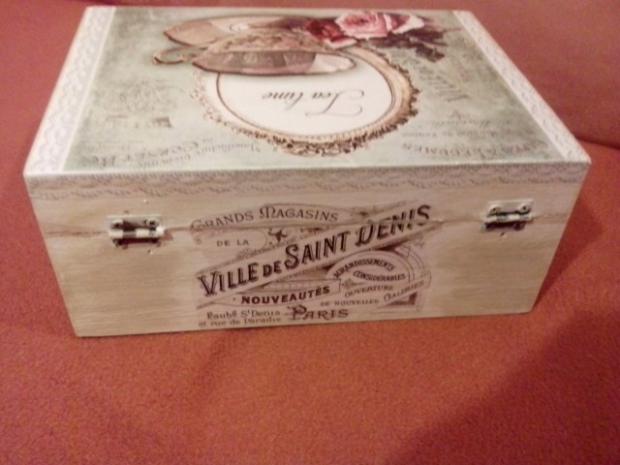 Tea time
GRANDS MAGASINS
DE LA
VILLE DE SAINT DENIS
NOUVEAUTÉS
AGRANDISSEMENTS
CONSIDÉRABLES
OUVERTURE
DE NOUVELLES GALERIES
Faubg St Denis
et rue de Paradis
PARIS